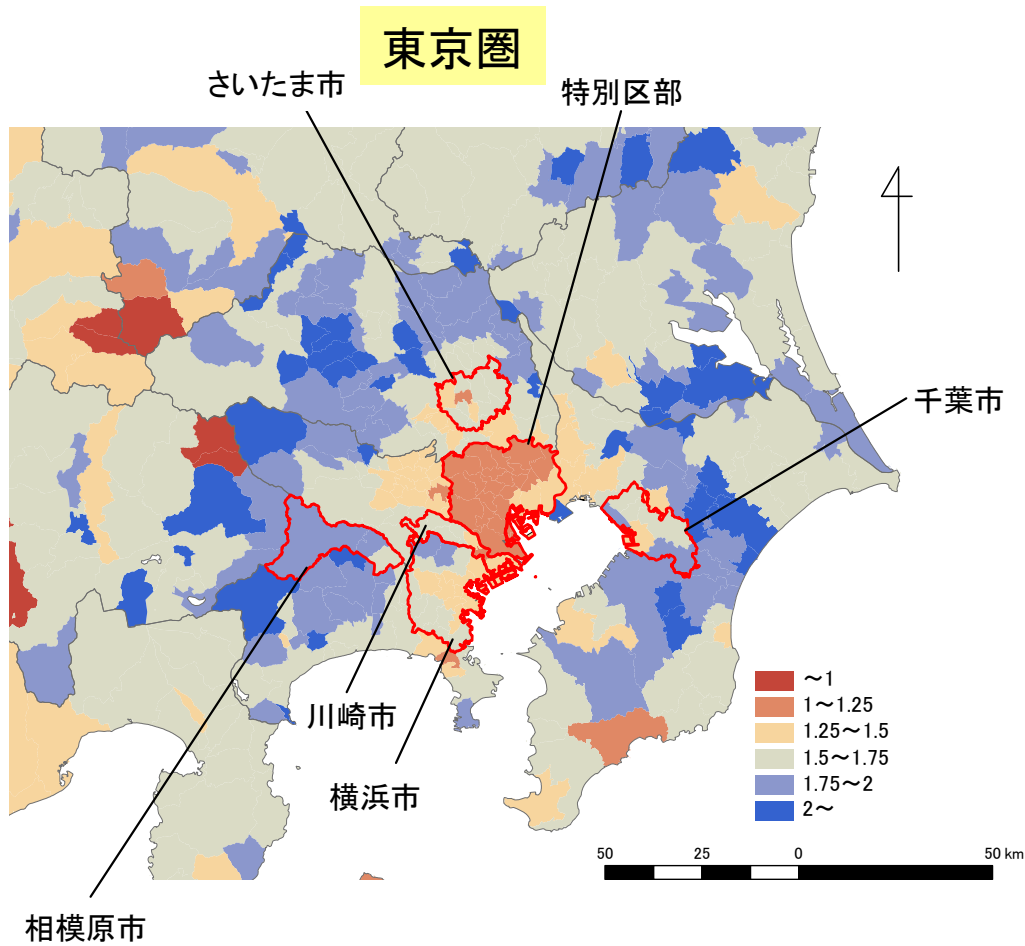 東京圏
さいたま市
特別区部
千葉市
川崎市
横浜市
相模原市
～1
1～1.25
1.25～1.5
1.5～1.75
1.75～2
2～
50 25 0 50 km